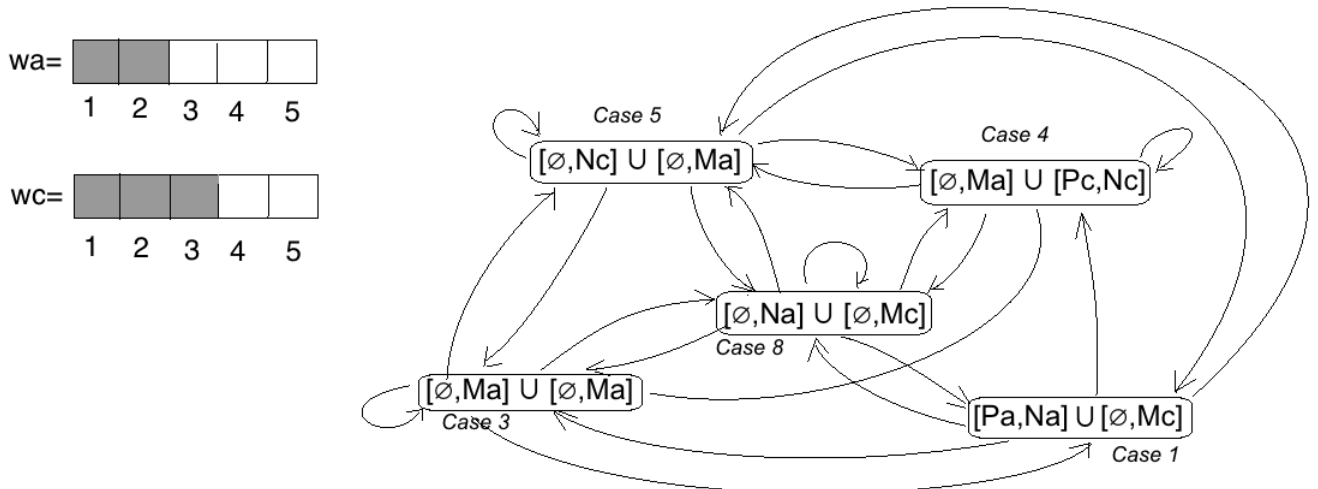 wa=
1 2 3 4 5
wc=
1 2 3 4 5
Case 5
[∅,Nc] ∪ [∅,Ma]
Case 4
[∅,Ma] ∪ [Pc,Nc]
[∅,Na] ∪ [∅,Mc]
Case 8
[∅,Ma] ∪ [∅,Ma]
Case 3
[Pa,Na] ∪ [∅,Mc]
Case 1